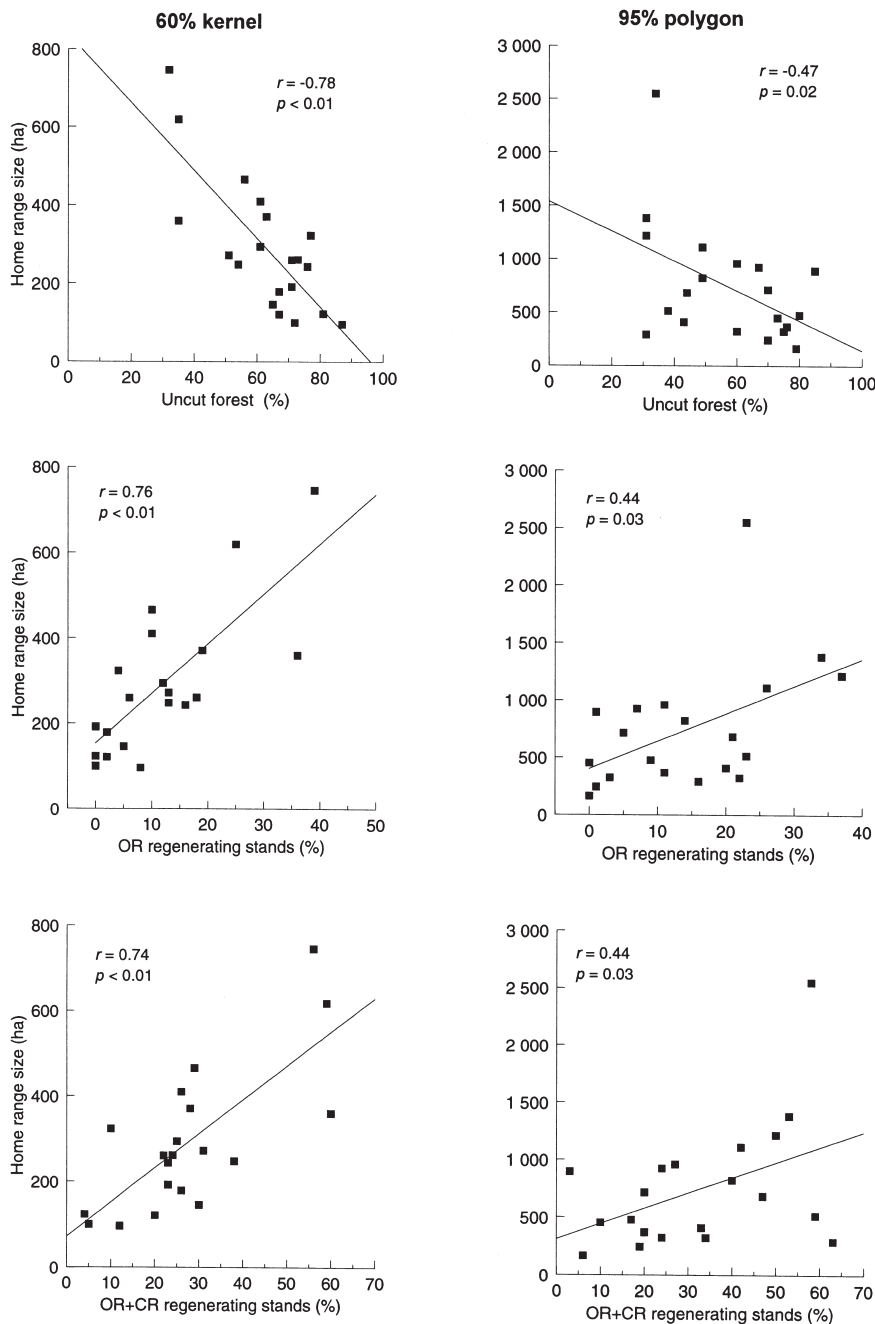 60% kernel
800
600
400
200
0
Home range size (ha)
r = -0.78
p < 0.01
0 20 40 60 80 100
Uncut forest (%)
95% polygon
3 000
2 500
2 000
1 500
1 000
500
0
r = -0.47
p = 0.02
0 20 40 60 80 100
Uncut forest (%)
800
600
400
200
0
Home range size (ha)
r = 0.76
p < 0.01
0 10 20 30 40 50
OR regenerating stands (%)
3 000
2 500
2 000
1 500
1 000
500
0
r = 0.44
p = 0.03
0 10 20 30 40
OR regenerating stands (%)
800
600
400
200
0
Home range size (ha)
r = 0.74
p < 0.01
0 10 20 30 40 50 60 70
OR+CR regenerating stands (%)
3 000
2 500
2 000
1 500
1 000
500
0
r = 0.44
p = 0.03
0 10 20 30 40 50 60 70
OR+CR regenerating stands (%)